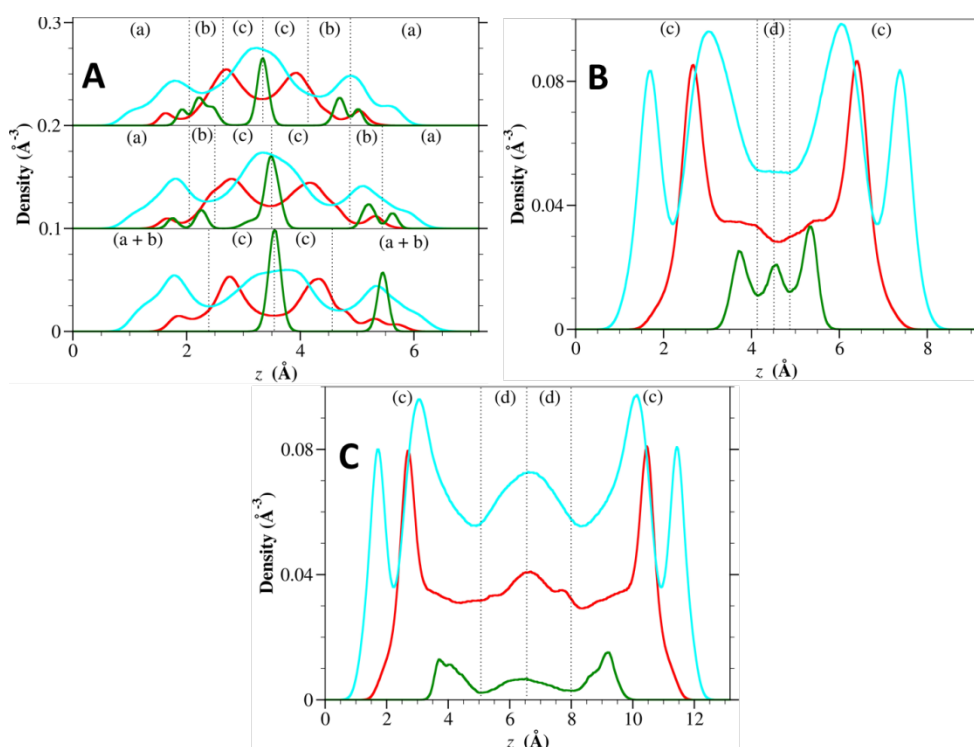 (a) (b) (c) (c) (b) (a)
A
0.3
0.2
(a) (b) (c) (c) (b) (a)
0.1
(a + b) (c) (c) (a + b)
0
Density (Å⁻³)
0 2 4 6
z (Å)
(c) (d) (c)
B
0.08
0.04
0
Density (Å⁻³)
0 2 4 6 8
z (Å)
(c) (d) (d) (c)
C
0.08
0.04
0
Density (Å⁻³)
0 2 4 6 8 10 12
z (Å)